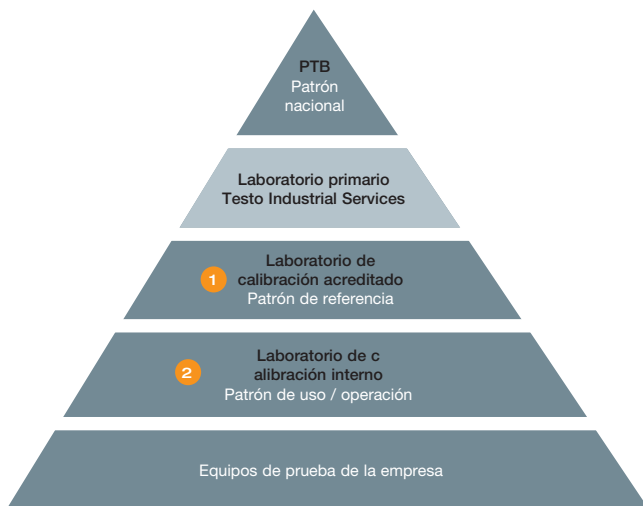 PTB
Patrón
nacional
Laboratorio primario
Testo Industrial Services
Laboratorio de
1 calibración acreditado
Patrón de referencia
Laboratorio de c
2 alibración interno
Patrón de uso / operación
Equipos de prueba de la empresa